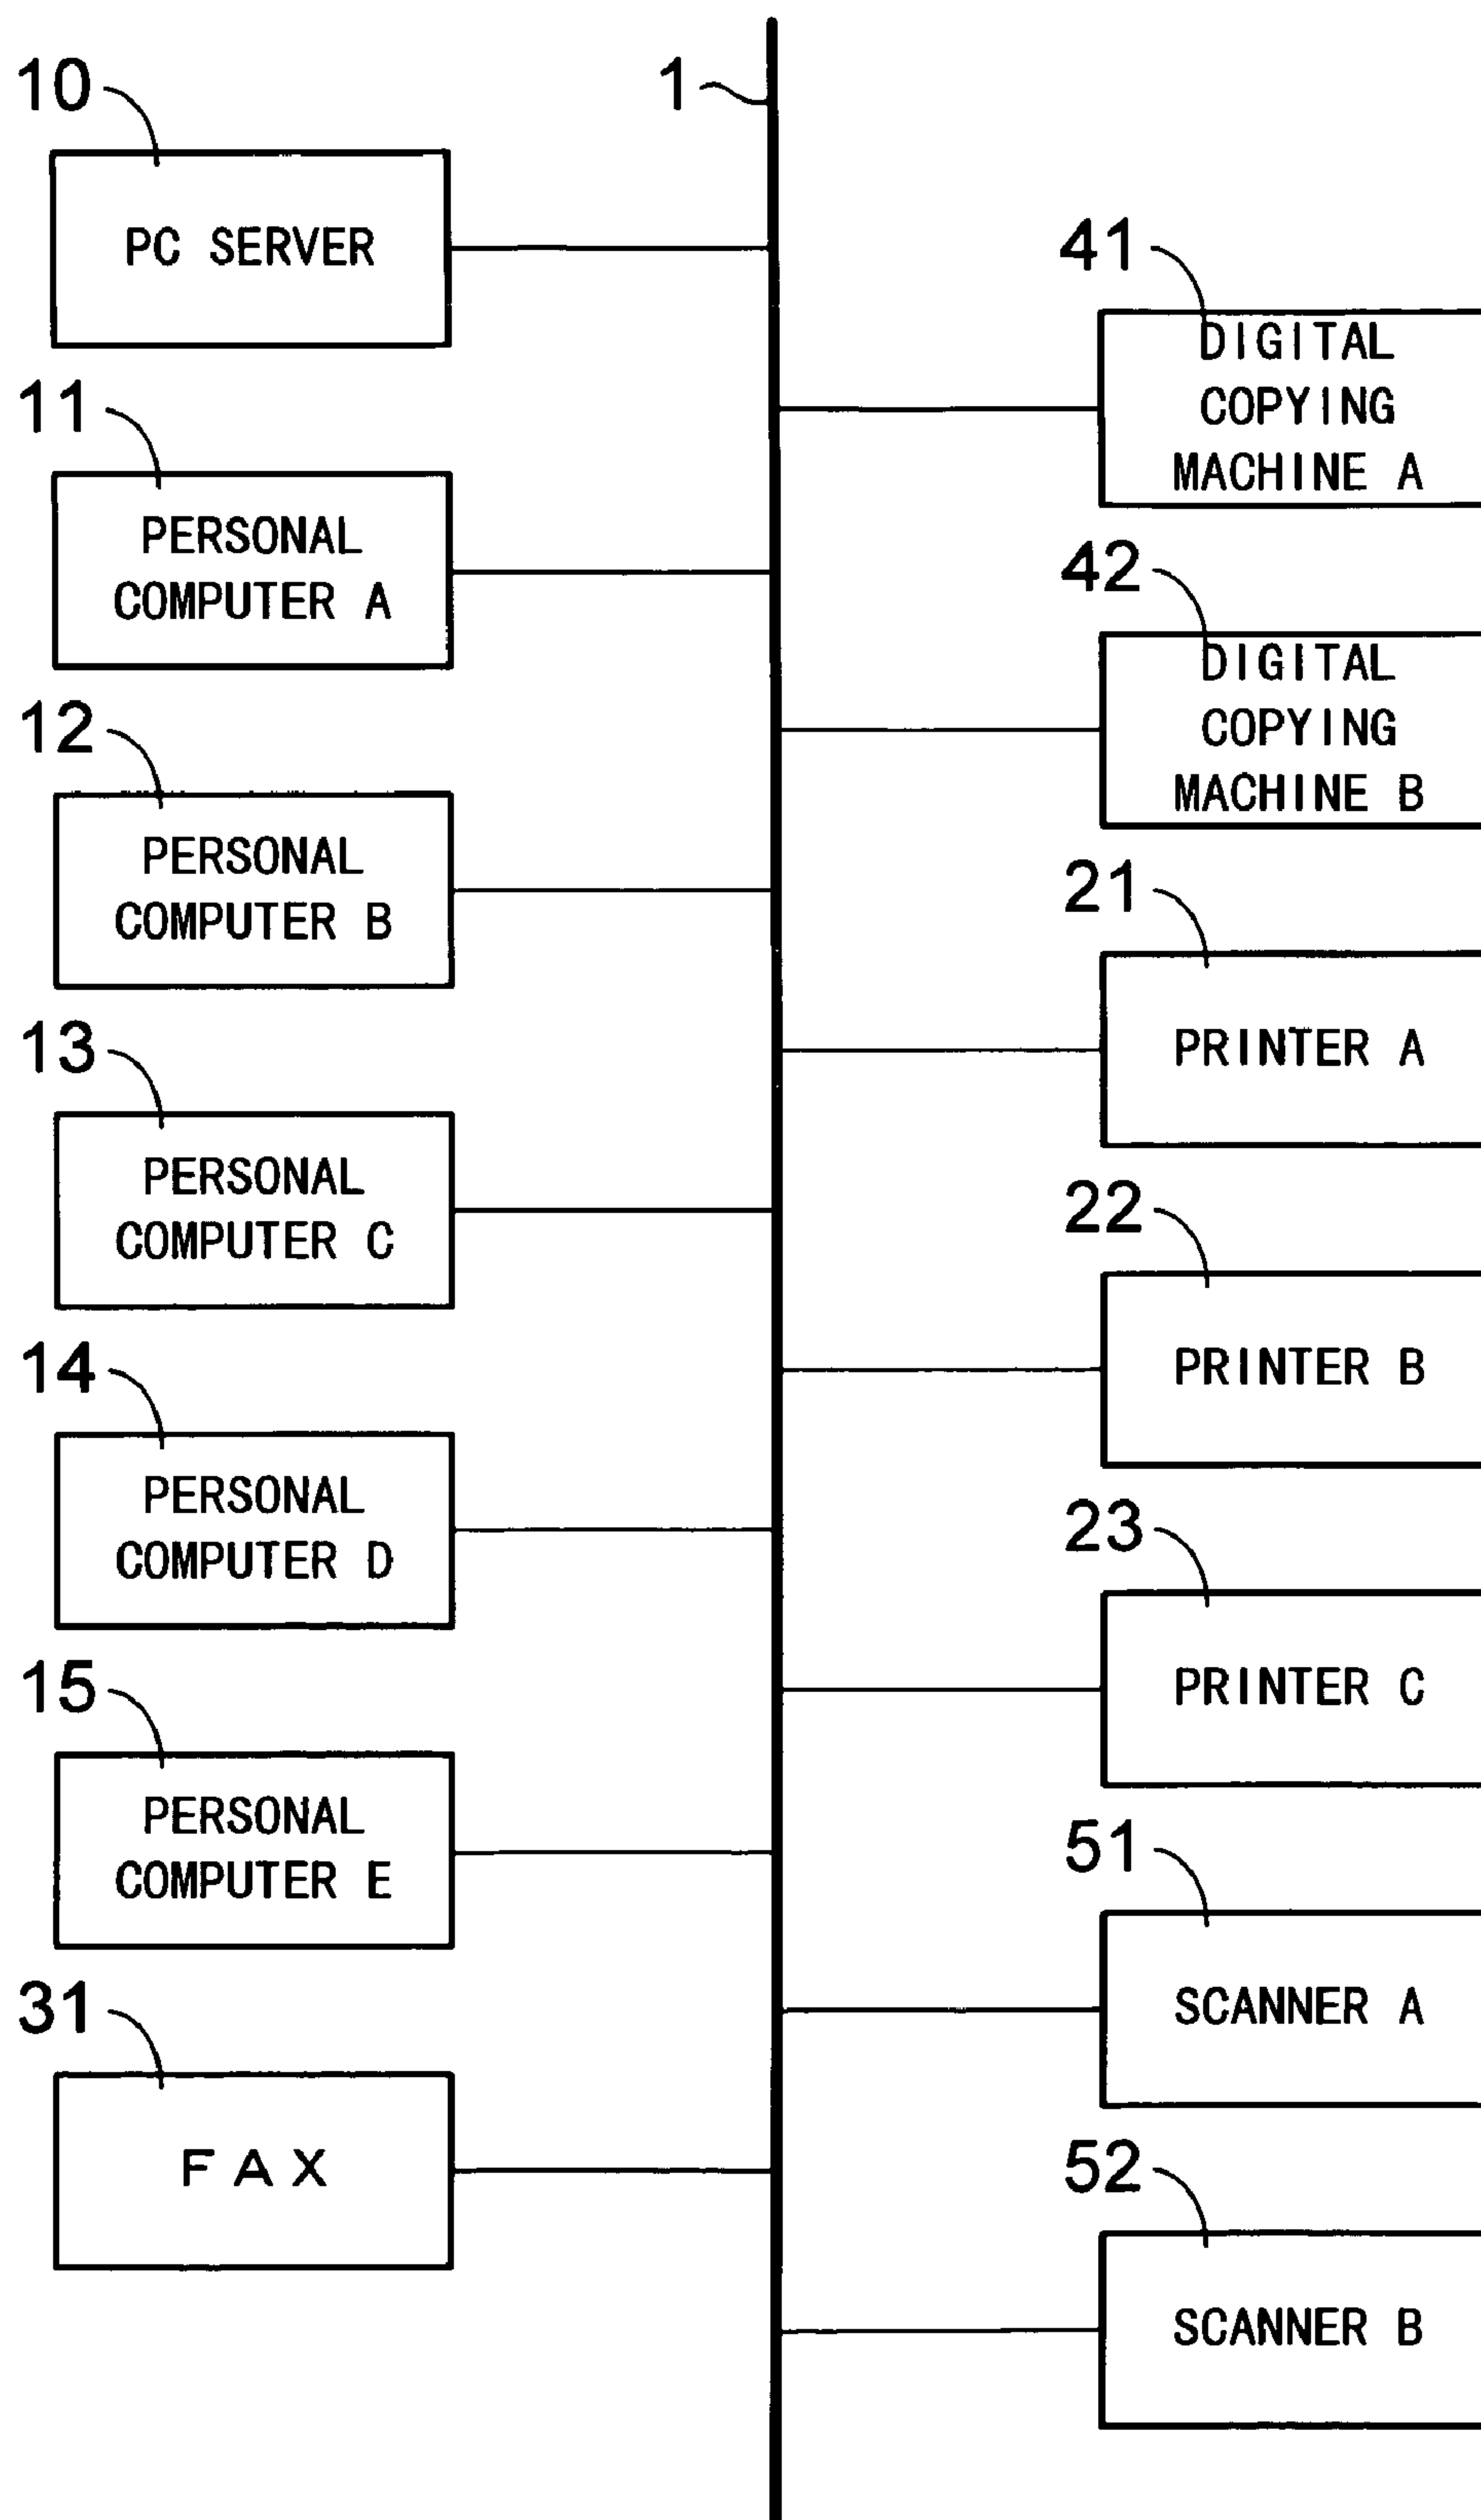 10
PC SERVER
11
PERSONAL
COMPUTER A
12
PERSONAL
COMPUTER B
13
PERSONAL
COMPUTER C
14
PERSONAL
COMPUTER D
15
PERSONAL
COMPUTER E
31
FAX
1
41
DIGITAL
COPYING
MACHINE A
42
DIGITAL
COPYING
MACHINE B
21
PRINTER A
22
PRINTER B
23
PRINTER C
51
SCANNER A
52
SCANNER B